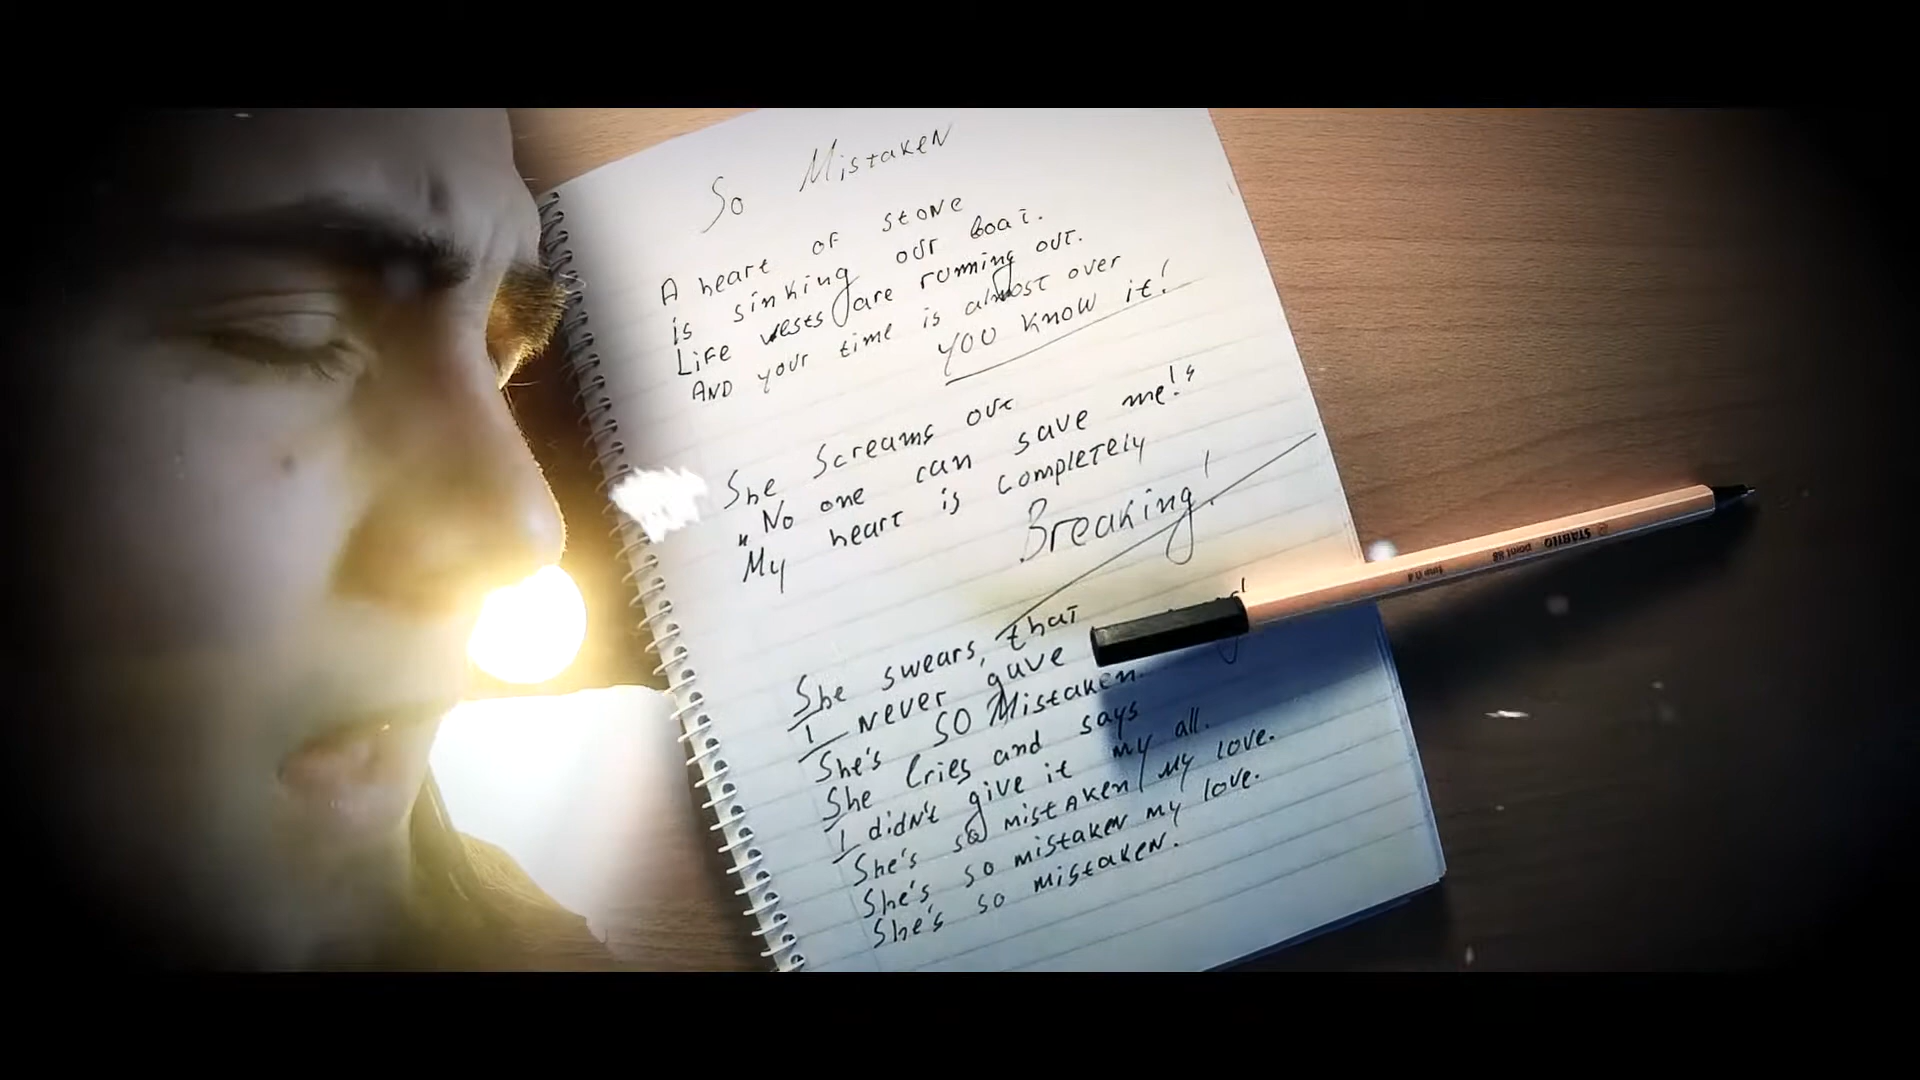 So Mistaken
A heart of stone
is sinking our boat.
Life vests are running out.
AND your time is almost over
YOU KNOW it!
She Screams out
"No one can save me!"
My heart is completely
Breaking!
She swears, that
I never gave
She's SO Mistaken.
She Cries and says
I didn't give it my all.
She's so mistaken my love.
She's so mistaken my love.
She's so mistaken.
STABILO point 88 fine 0.4